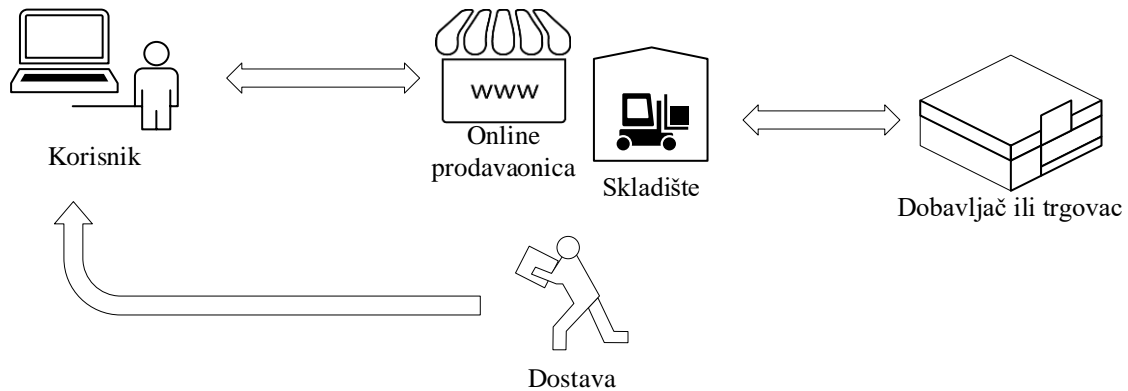 www
Online
prodavaonica
Korisnik
Skladište
Dobavljač ili trgovac
Dostava